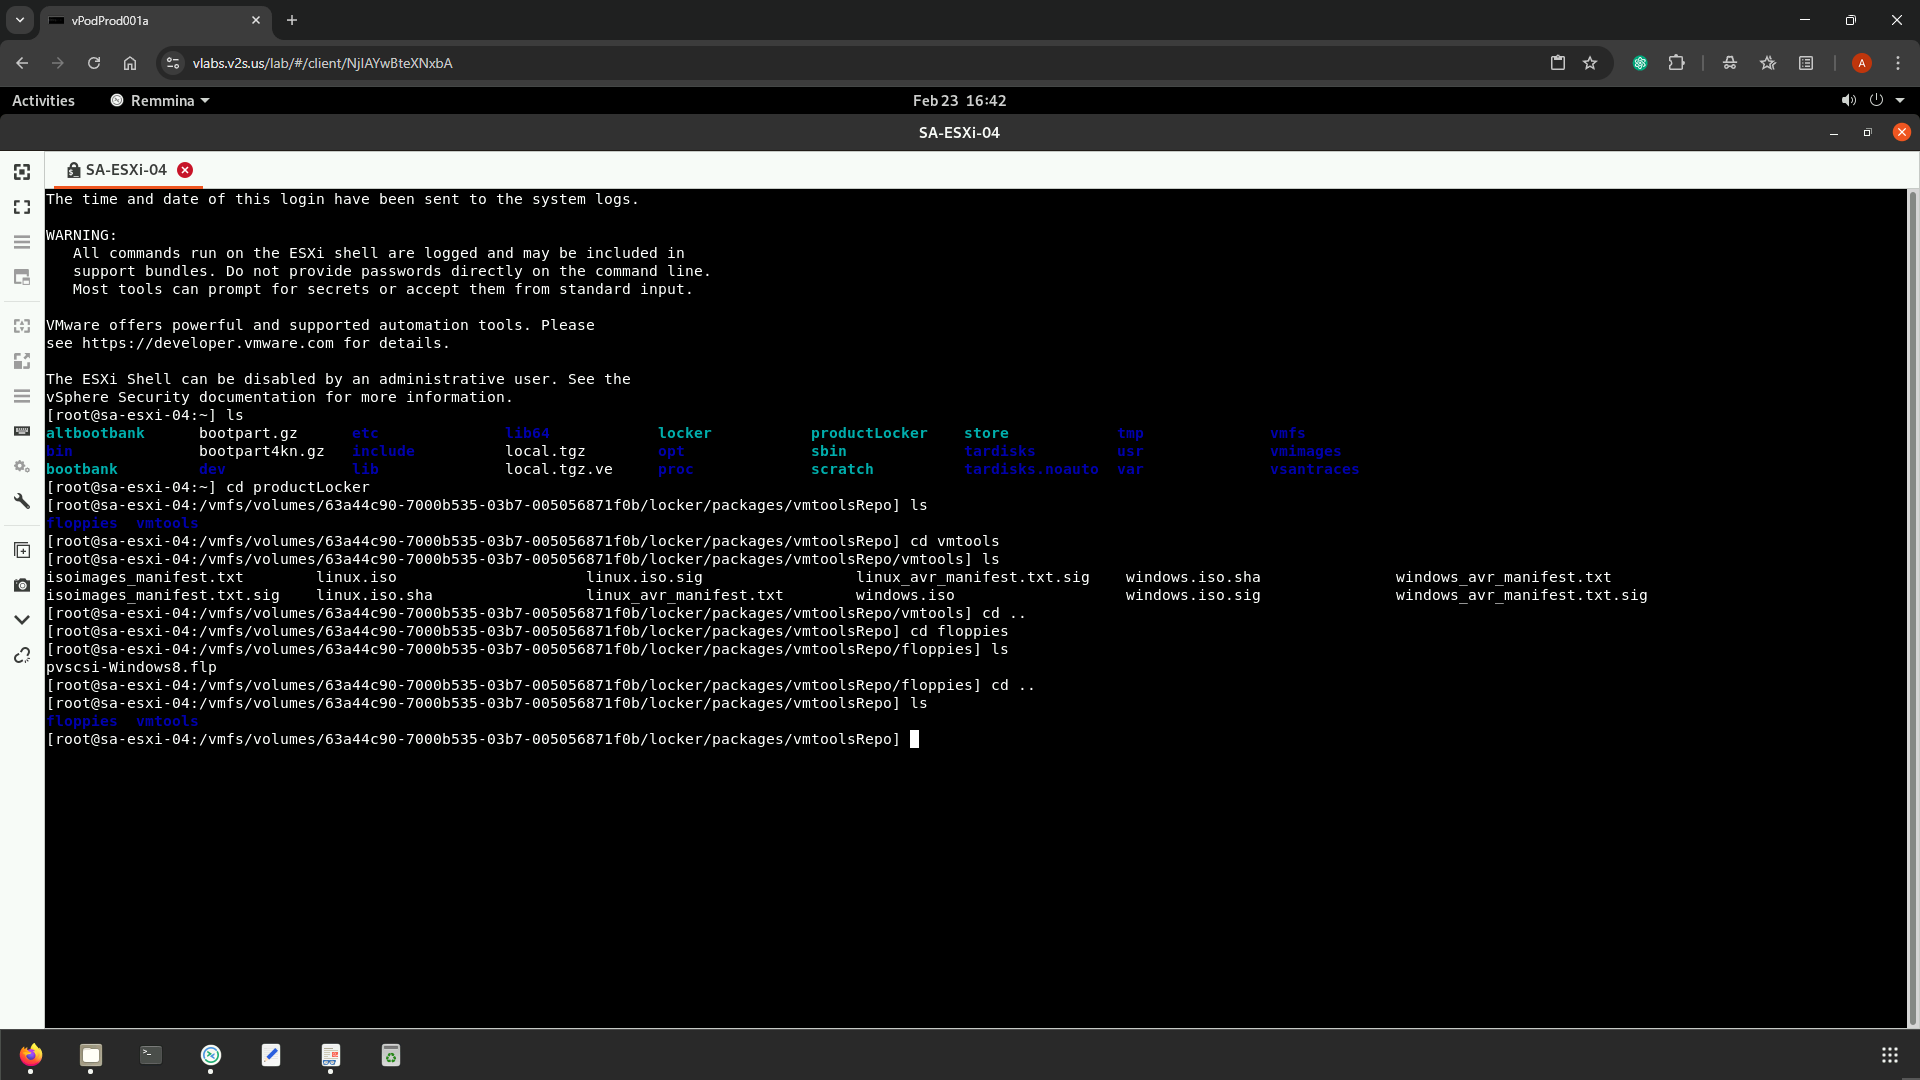 vPodProd001a
vlabs.v2s.us/lab/#/client/NjIAYwBteXNxbA
A
Activities Remmina Feb 23 16:42
SA-ESXi-04
SA-ESXi-04
The time and date of this login have been sent to the system logs.
WARNING:
All commands run on the ESXi shell are logged and may be included in
support bundles. Do not provide passwords directly on the command line.
Most tools can prompt for secrets or accept them from standard input.
VMware offers powerful and supported automation tools. Please
see https://developer.vmware.com for details.
The ESXi Shell can be disabled by an administrative user. See the
vSphere Security documentation for more information.
[root@sa-esxi-04:~] ls
altbootbank bootpart.gz etc lib64 locker productLocker store tmp vmfs
bin bootpart4kn.gz include local.tgz opt sbin tardisks usr vmimages
bootbank dev lib local.tgz.ve proc scratch tardisks.noauto var vsantraces
[root@sa-esxi-04:~] cd productLocker
[root@sa-esxi-04:/vmfs/volumes/63a44c90-7000b535-03b7-005056871f0b/locker/packages/vmtoolsRepo] ls
floppies vmtools
[root@sa-esxi-04:/vmfs/volumes/63a44c90-7000b535-03b7-005056871f0b/locker/packages/vmtoolsRepo] cd vmtools
[root@sa-esxi-04:/vmfs/volumes/63a44c90-7000b535-03b7-005056871f0b/locker/packages/vmtoolsRepo/vmtools] ls
isoimages_manifest.txt linux.iso linux.iso.sig linux_avr_manifest.txt.sig windows.iso.sha windows_avr_manifest.txt
isoimages_manifest.txt.sig linux.iso.sha linux_avr_manifest.txt windows.iso windows.iso.sig windows_avr_manifest.txt.sig
[root@sa-esxi-04:/vmfs/volumes/63a44c90-7000b535-03b7-005056871f0b/locker/packages/vmtoolsRepo/vmtools] cd ..
[root@sa-esxi-04:/vmfs/volumes/63a44c90-7000b535-03b7-005056871f0b/locker/packages/vmtoolsRepo] cd floppies
[root@sa-esxi-04:/vmfs/volumes/63a44c90-7000b535-03b7-005056871f0b/locker/packages/vmtoolsRepo/floppies] ls
pvscsi-Windows8.flp
[root@sa-esxi-04:/vmfs/volumes/63a44c90-7000b535-03b7-005056871f0b/locker/packages/vmtoolsRepo/floppies] cd ..
[root@sa-esxi-04:/vmfs/volumes/63a44c90-7000b535-03b7-005056871f0b/locker/packages/vmtoolsRepo] ls
floppies vmtools
[root@sa-esxi-04:/vmfs/volumes/63a44c90-7000b535-03b7-005056871f0b/locker/packages/vmtoolsRepo]